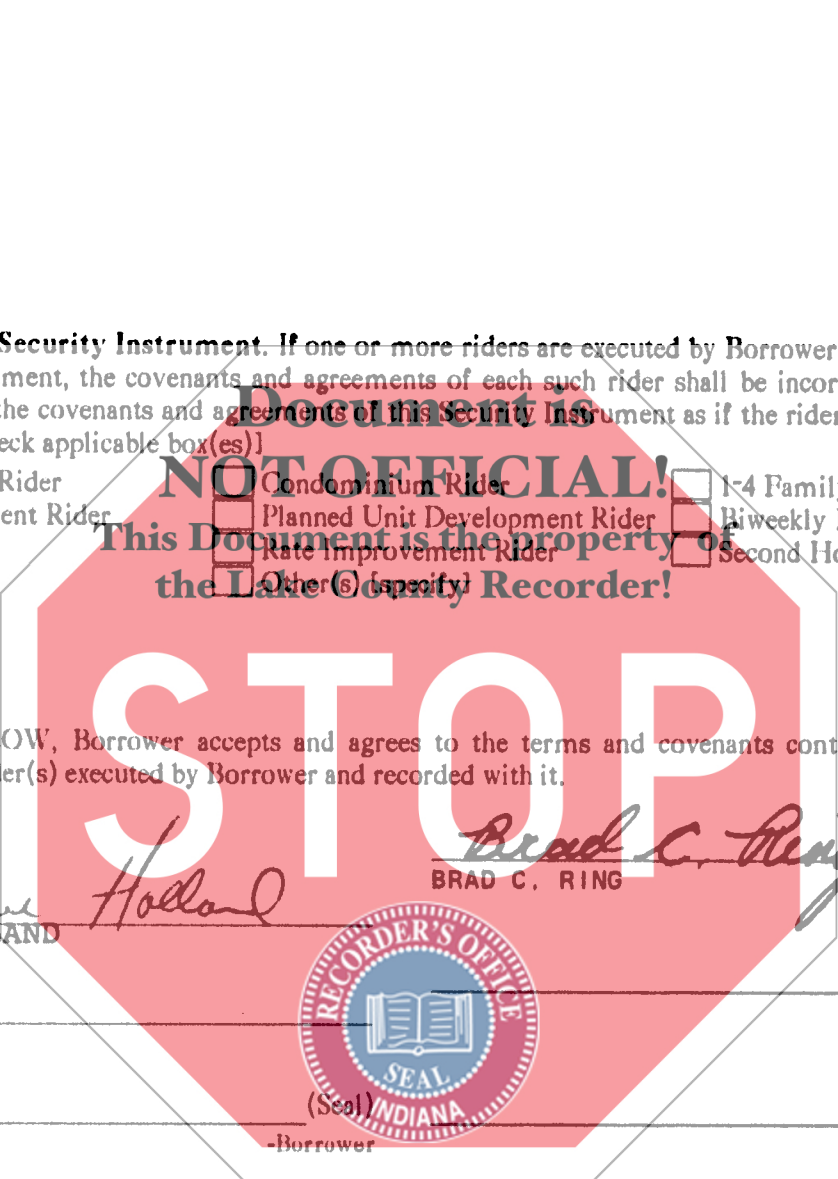 Security Instrument. If one or more riders are executed by Borrower
ment, the covenants and agreements of each such rider shall be incor
the covenants and agreements of this Security Instrument as if the rider
eck applicable box(es)]
Document is
NOT OFFICIAL!
This Document is the property of
the Lake County Recorder!
Rider Condominium Rider 1-4 Famil
ent Rider Planned Unit Development Rider Biweekly
Rate Improvement Rider Second Ho
Other(s) [specify]
STOP
OW, Borrower accepts and agrees to the terms and covenants cont
er(s) executed by Borrower and recorded with it.
Brad C. Ring
BRAD C. RING
Holland
AND
RECORDER'S OFFICE
SEAL
INDIANA
(Seal)
-Borrower